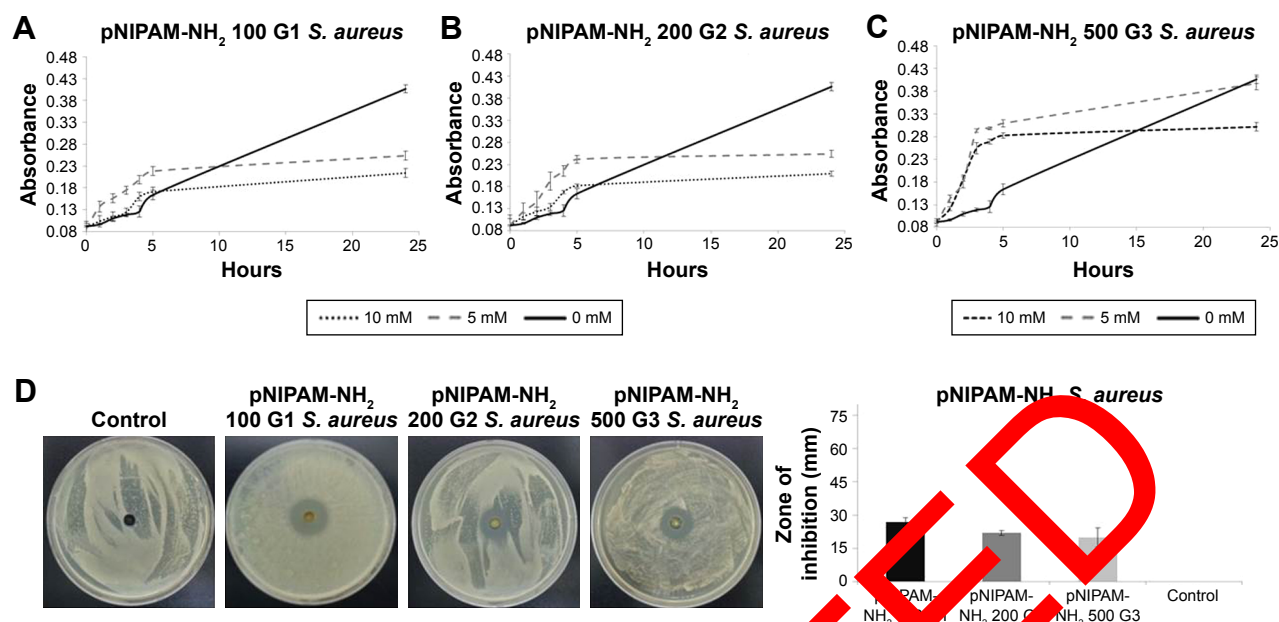 A
pNIPAM-NH₂ 100 G1 S. aureus
Absorbance
0.48
0.43
0.38
0.33
0.28
0.23
0.18
0.13
0.08
0 5 10 15 20 25
Hours
B
pNIPAM-NH₂ 200 G2 S. aureus
Absorbance
0.48
0.43
0.38
0.33
0.28
0.23
0.18
0.13
0.08
0 5 10 15 20 25
Hours
C
pNIPAM-NH₂ 500 G3 S. aureus
Absorbance
0.48
0.43
0.38
0.33
0.28
0.23
0.18
0.13
0.08
0 5 10 15 20 25
Hours
10 mM 5 mM 0 mM
10 mM 5 mM 0 mM
D
Control
pNIPAM-NH₂
100 G1 S. aureus
pNIPAM-NH₂
200 G2 S. aureus
pNIPAM-NH₂
500 G3 S. aureus
pNIPAM-NH S. aureus
Zone of
inhibition (mm)
75
60
45
30
15
0
pNIPAM-
NH₂ 500 G3
Control